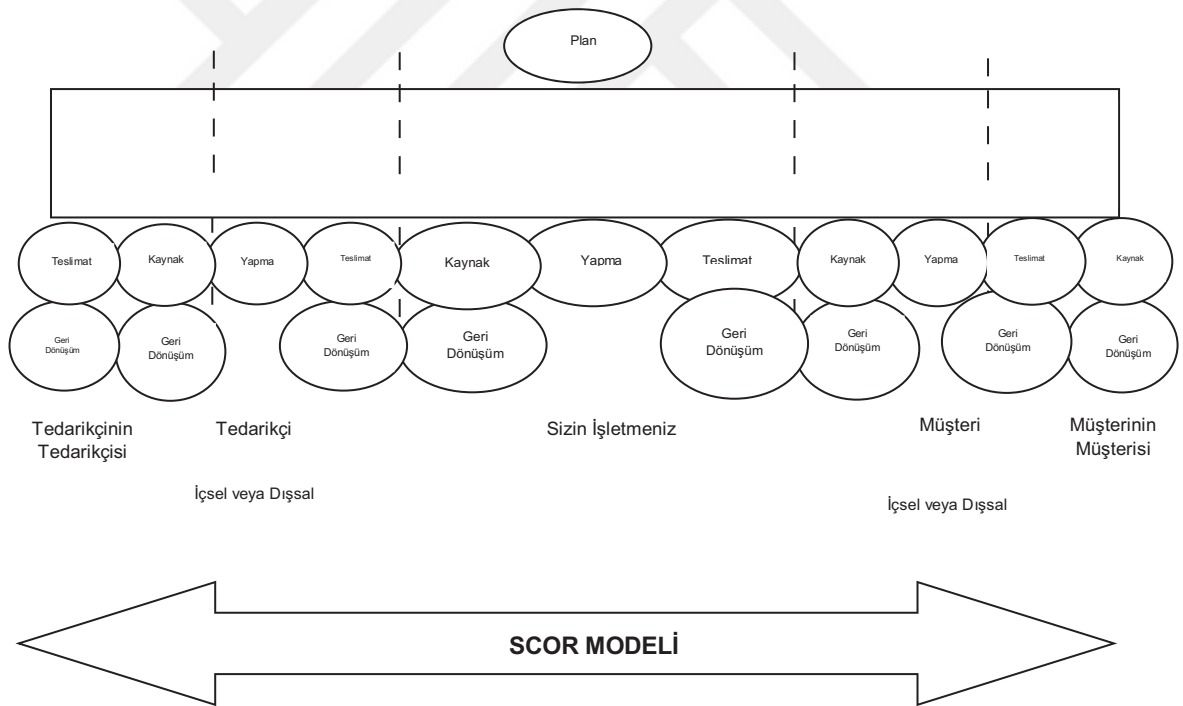 Plan
Teslimat
Kaynak
Yapma
Teslimat
Kaynak
Yapma
Teslimat
Kaynak
Yapma
Teslimat
Kaynak
Geri
Dönüşüm
Geri
Dönüşüm
Geri
Dönüşüm
Geri
Dönüşüm
Geri
Dönüşüm
Geri
Dönüşüm
Geri
Dönüşüm
Geri
Dönüşüm
Tedarikçinin
Tedarikçisi
Tedarikçi
Sizin İşletmeniz
Müşteri
Müşterinin
Müşterisi
İçsel veya Dışsal
İçsel veya Dışsal
SCOR MODELİ